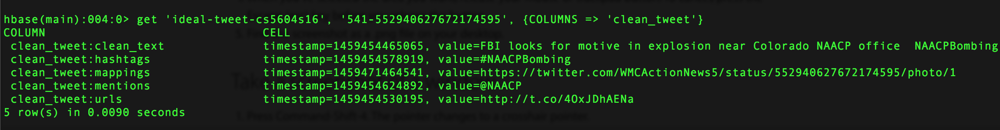 hbase(main):004:0> get 'ideal-tweet-cs5604s16', '541-552940627672174595', {COLUMNS => 'clean_tweet'}
COLUMN CELL
clean_tweet:clean_text timestamp=1459454465065, value=FBI looks for motive in explosion near Colorado NAACP office  NAACPBombing
clean_tweet:hashtags timestamp=1459454578919, value=#NAACPBombing
clean_tweet:mappings timestamp=1459471464541, value=https://twitter.com/WMCActionNews5/status/552940627672174595/photo/1
clean_tweet:mentions timestamp=1459454624892, value=@NAACP
clean_tweet:urls timestamp=1459454530195, value=http://t.co/4OxJDhAENa
5 row(s) in 0.0090 seconds